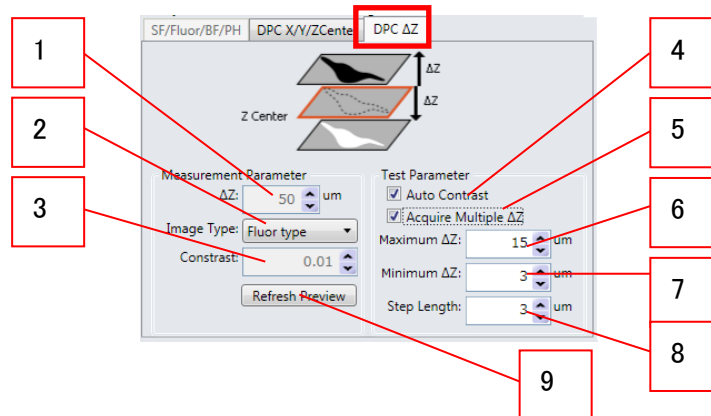 SF/Fluor/BF/PH DPC X/Y/ZCente DPC ΔZ
1
4
ΔZ
ΔZ
Z Center
2
5
Measurement Parameter
Test Parameter
ΔZ: 50 um
Auto Contrast
3
6
Image Type: Fluor type
Acquire Multiple ΔZ
Constrast: 0.01
Maximum ΔZ: 15 um
Minimum ΔZ: 3 um
7
Refresh Preview
Step Length: 3 um
8
9